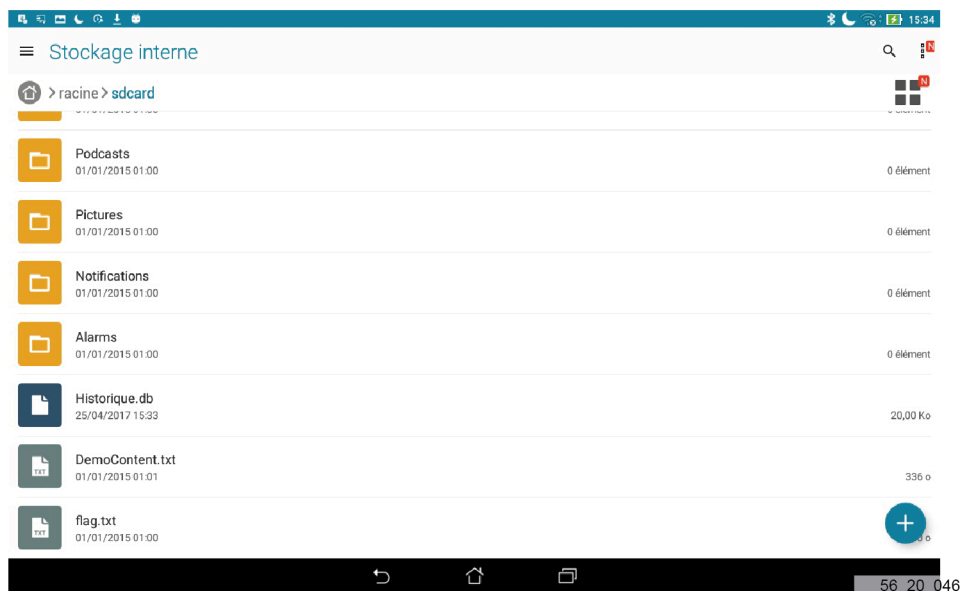 15:34
Stockage interne
N
> racine > sdcard
N
Podcasts
01/01/2015 01:00
0 élément
Pictures
01/01/2015 01:00
0 élément
Notifications
01/01/2015 01:00
0 élément
Alarms
01/01/2015 01:00
0 élément
Historique.db
25/04/2017 15:33
20,00 Ko
DemoContent.txt
01/01/2015 01:01
336 o
TXT
flag.txt
01/01/2015 01:00
TXT
56_20_046